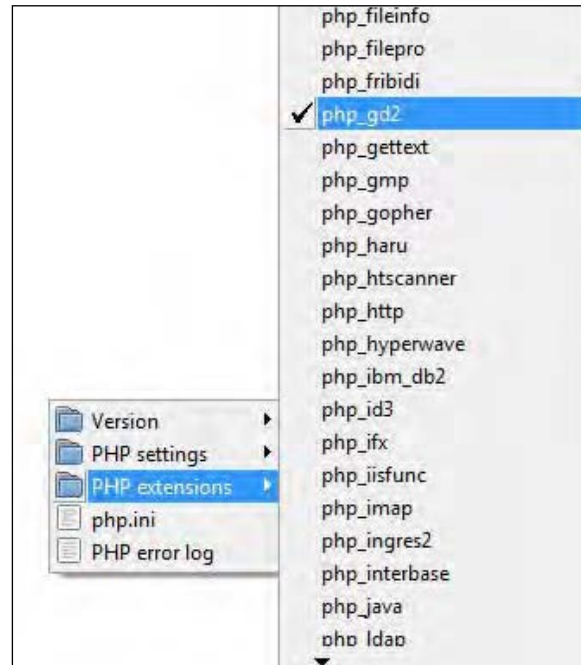 php_fileinfo
php_filepro
php_fribidi
php_gd2
php_gettext
php_gmp
php_gopher
php_haru
php_htscanner
php_http
php_hyperwave
php_ibm_db2
php_id3
php_ifx
php_iisfunc
php_imap
php_ingres2
php_interbase
php_java
php_ldap
Version
PHP settings
PHP extensions
php.ini
PHP error log